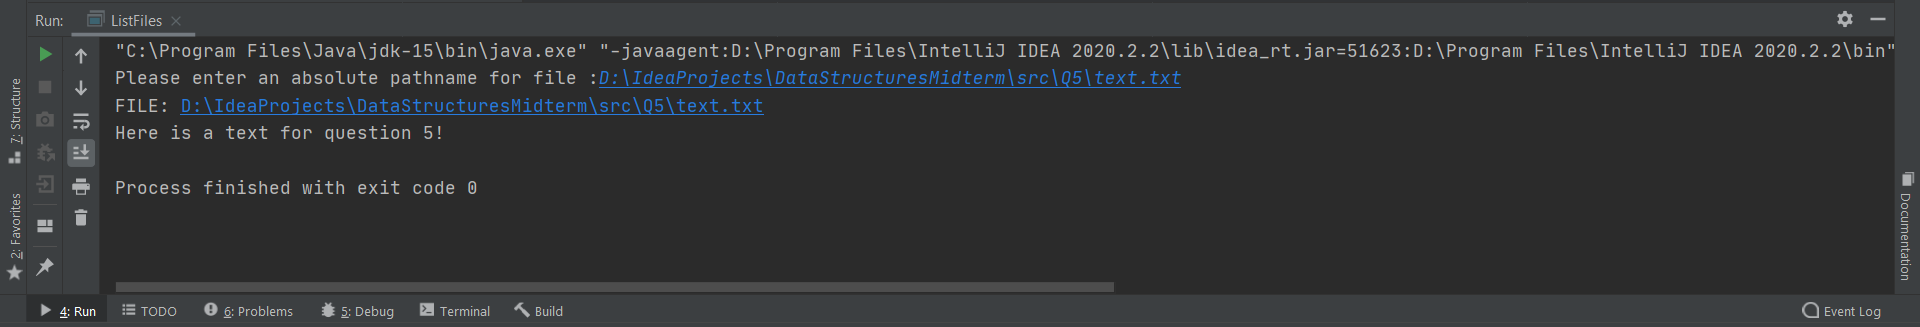 Run: ListFiles
"C:\Program Files\Java\jdk-15\bin\java.exe" "-javaagent:D:\Program Files\IntelliJ IDEA 2020.2.2\lib\idea_rt.jar=51623:D:\Program Files\IntelliJ IDEA 2020.2.2\bin"
Please enter an absolute pathname for file :D:\IdeaProjects\DataStructuresMidterm\src\Q5\text.txt
FILE: D:\IdeaProjects\DataStructuresMidterm\src\Q5\text.txt
Here is a text for question 5!
Process finished with exit code 0
7: Structure
2: Favorites
Documentation
4: Run TODO 6: Problems 5: Debug Terminal Build Event Log